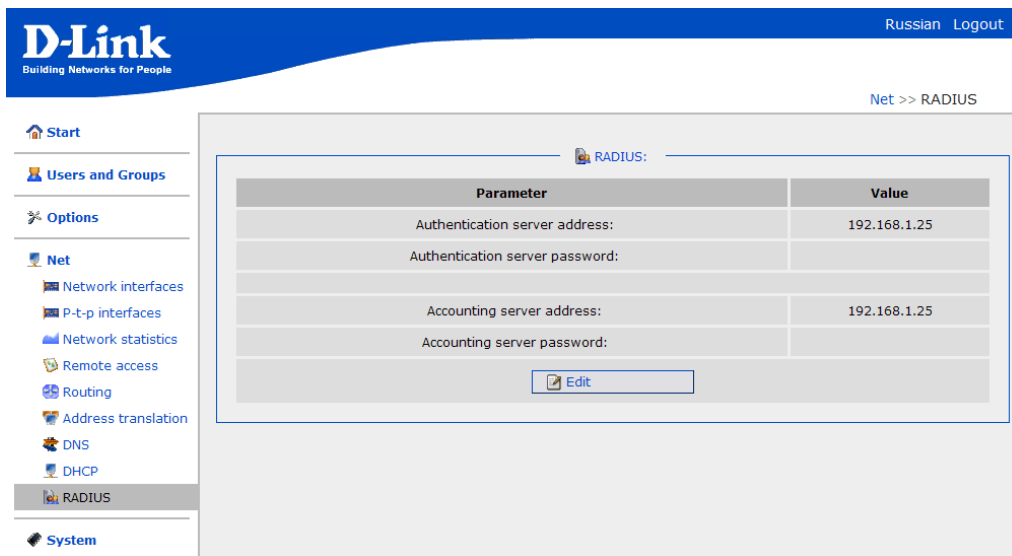 Russian Logout
D-Link
Building Networks for People
Net >> RADIUS
Start
Users and Groups
Options
Net
Network interfaces
P-t-p interfaces
Network statistics
Remote access
Routing
Address translation
DNS
DHCP
RADIUS
System
RADIUS:
Parameter Value
Authentication server address: 192.168.1.25
Authentication server password:
Accounting server address: 192.168.1.25
Accounting server password:
Edit